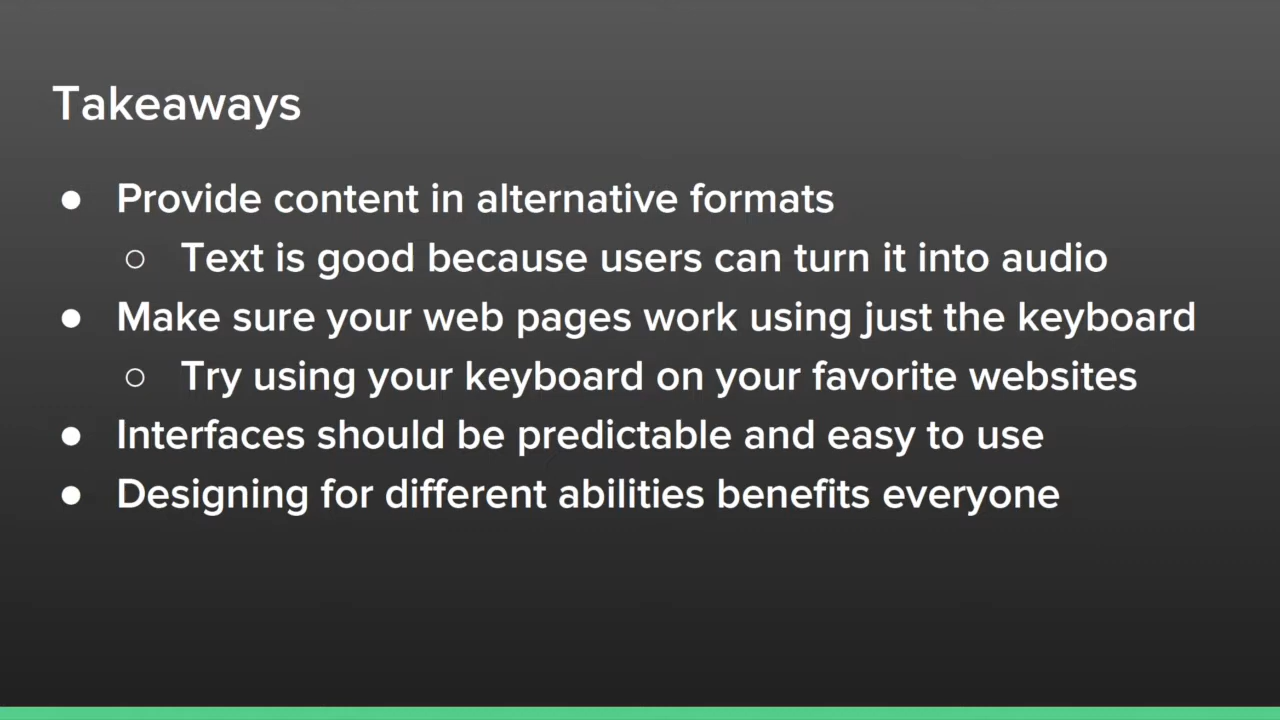 Takeaways
● Provide content in alternative formats
○ Text is good because users can turn it into audio
● Make sure your web pages work using just the keyboard
○ Try using your keyboard on your favorite websites
● Interfaces should be predictable and easy to use
● Designing for different abilities benefits everyone